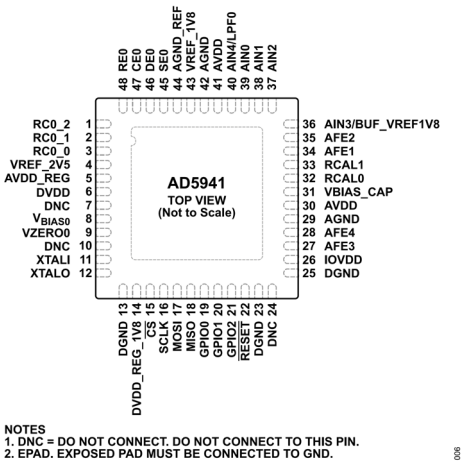 48 RE0
47 CE0
46 DE0
45 SE0
44 AGND_REF
43 VREF_1V8
42 AGND
41 AVDD
40 AIN4/LPF0
39 AIN0
38 AIN1
37 AIN2
RC0_2 1
RC0_1 2
RC0_0 3
VREF_2V5 4
AVDD_REG 5
DVDD 6
DNC 7
VBIAS0 8
VZERO0 9
DNC 10
XTALI 11
XTALO 12
AD5941
TOP VIEW
(Not to Scale)
36 AIN3/BUF_VREF1V8
35 AFE2
34 AFE1
33 RCAL1
32 RCAL0
31 VBIAS_CAP
30 AVDD
29 AGND
28 AFE4
27 AFE3
26 IOVDD
25 DGND
DGND 13
DVDD_REG_1V8 14
CS 15
SCLK 16
MOSI 17
MISO 18
GPIO0 19
GPIO1 20
GPIO2 21
RESET 22
DGND 23
DNC 24
NOTES
1. DNC = DO NOT CONNECT. DO NOT CONNECT TO THIS PIN.
2. EPAD. EXPOSED PAD MUST BE CONNECTED TO GND.
006